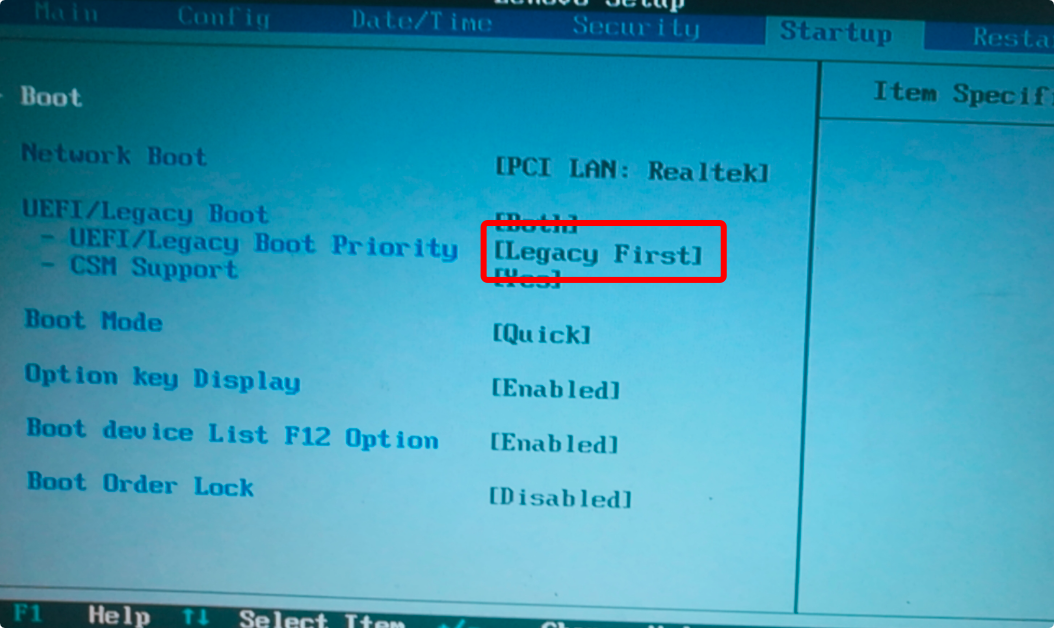 Lenovo Setup
Main Config Date/Time Security Startup Resta
Boot
Item Specif
Network Boot [PCI LAN: Realtek]
UEFI/Legacy Boot [Both]
- UEFI/Legacy Boot Priority [Legacy First]
- CSM Support [Yes]
Boot Mode [Quick]
Option key Display [Enabled]
Boot device List F12 Option [Enabled]
Boot Order Lock [Disabled]
F1 Help ↑↓ Select Item +/-